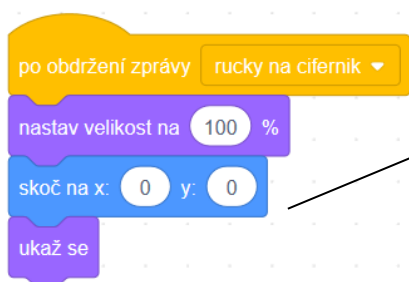 po obdržení zprávy rucky na cifernik
nastav velikost na 100 %
skoč na x: 0 y: 0
ukaž se